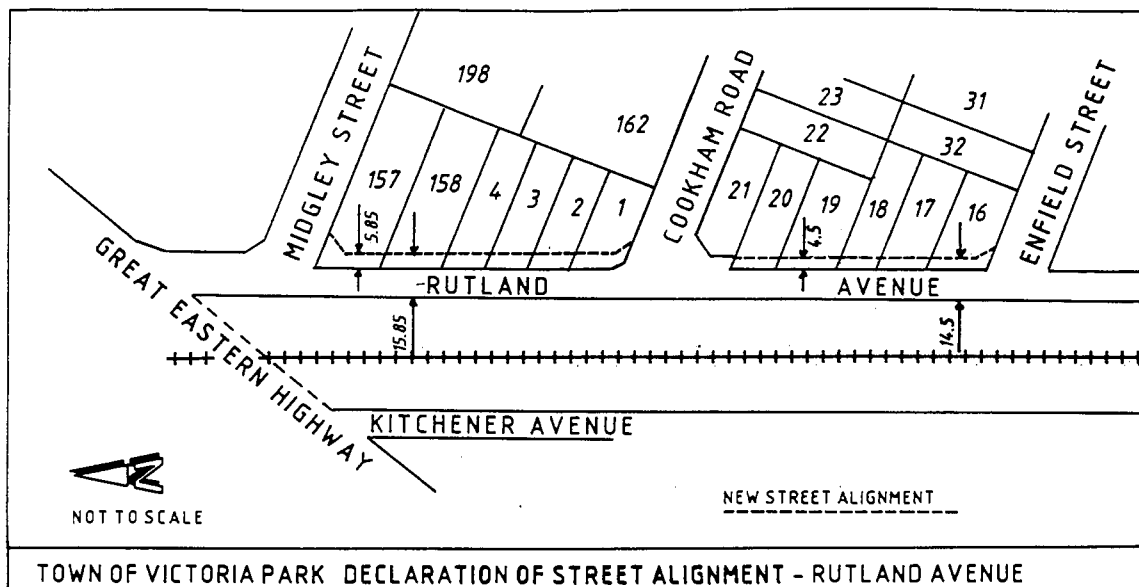 MIDGLEY STREET
198
162
157
158
4
3
2
1
5.85
COOKHAM ROAD
23
31
22
32
21
20
19
18
17
16
4.5
ENFIELD STREET
-RUTLAND AVENUE
GREAT EASTERN HIGHWAY
15.85
14.5
KITCHENER AVENUE
N
NOT TO SCALE
NEW STREET ALIGNMENT
TOWN OF VICTORIA PARK DECLARATION OF STREET ALIGNMENT - RUTLAND AVENUE